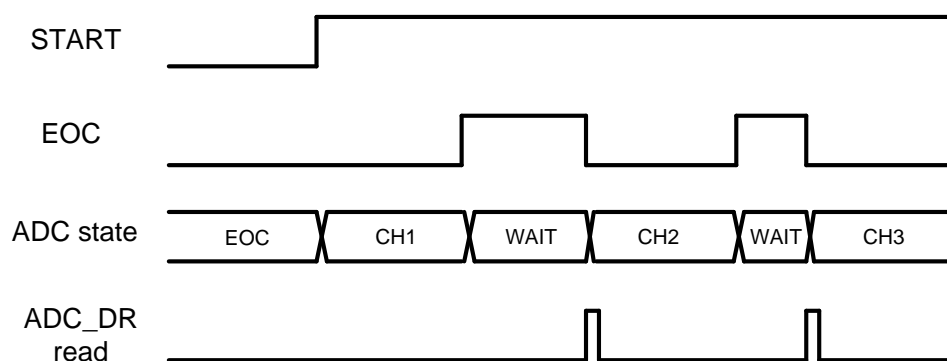 START
EOC
ADC state
EOC CH1 WAIT CH2 WAIT CH3
ADC_DR
read